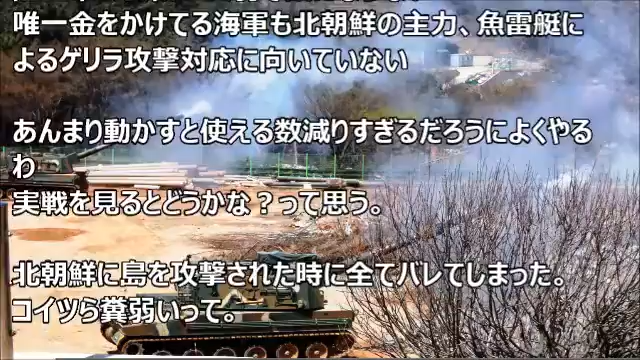 唯一金をかけてる海軍も北朝鮮の主力、魚雷艇に
よるゲリラ攻撃対応に向いていない
あんまり動かすと使える数減りすぎるだろうによくやる
わ
実戦を見るとどうかな？って思う。
北朝鮮に島を攻撃された時に全てバレてしまった。
コイツら糞弱いって。